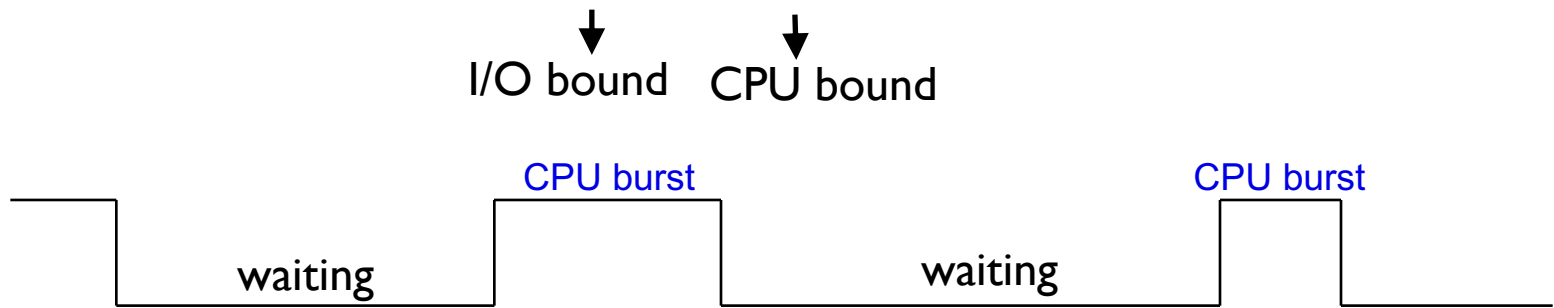 I/O bound CPU bound
CPU burst CPU burst
waiting waiting